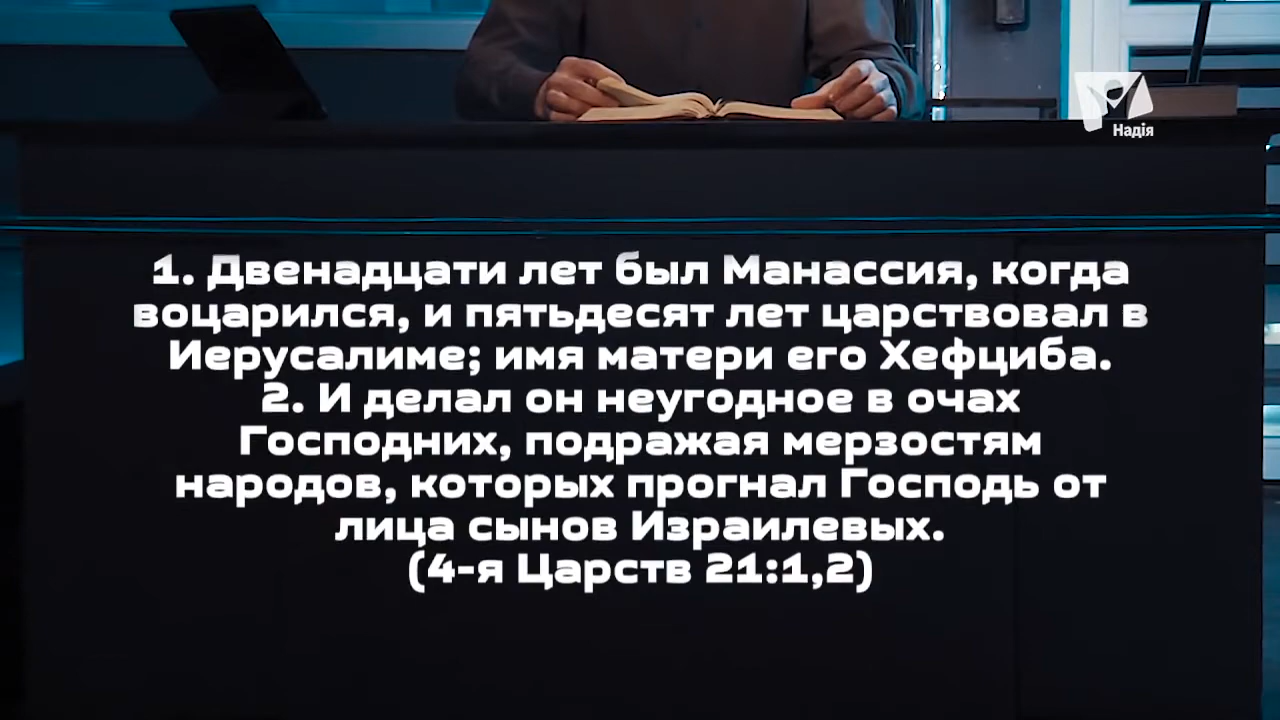 Надія
1. Двенадцати лет был Манассия, когда
воцарился, и пятьдесят лет царствовал в
Иерусалиме; имя матери его Хефциба.
2. И делал он неугодное в очах
Господних, подражая мерзостям
народов, которых прогнал Господь от
лица сынов Израилевых.
(4-я Царств 21:1,2)